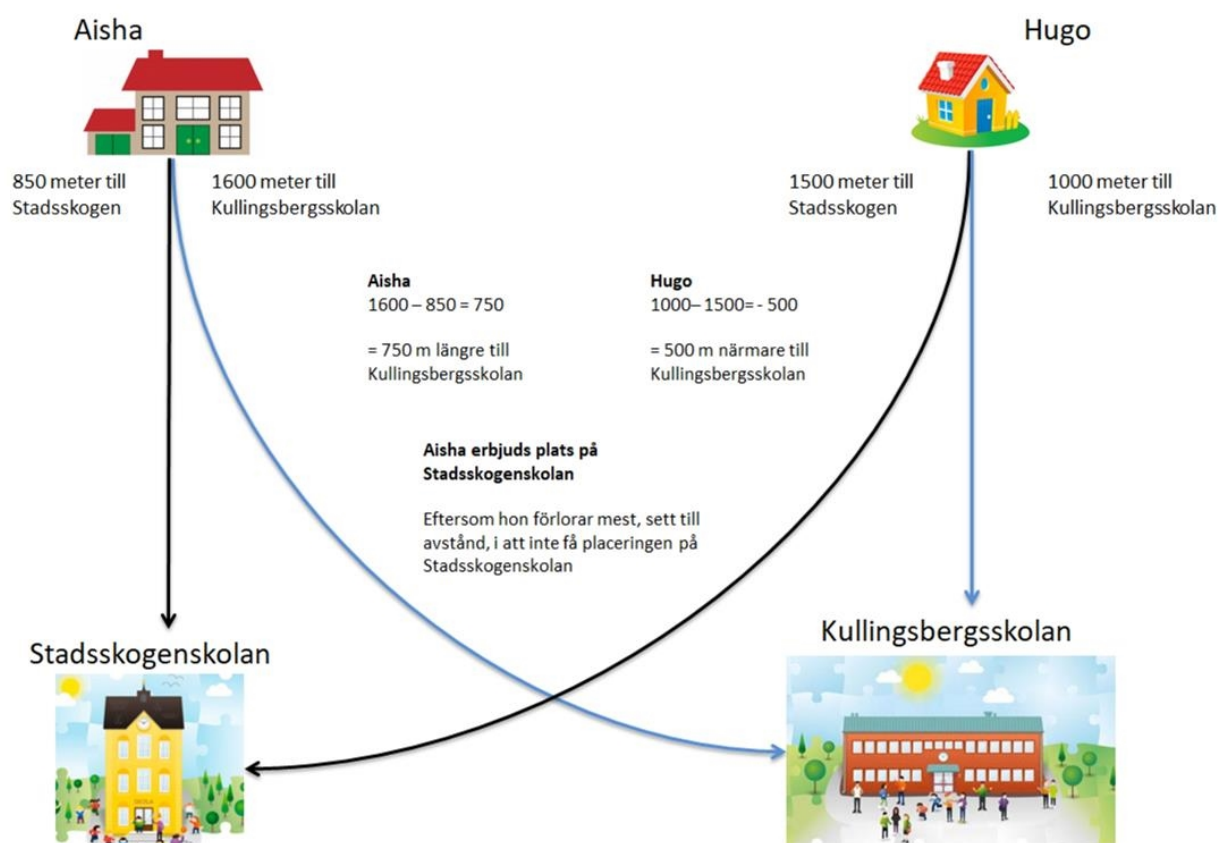 Aisha
Hugo
850 meter till
Stadsskogen
1600 meter till
Kullingsbergsskolan
1500 meter till
Stadsskogen
1000 meter till
Kullingsbergsskolan
Aisha
1600 – 850 = 750
= 750 m längre till
Kullingsbergsskolan
Hugo
1000– 1500= - 500
= 500 m närmare till
Kullingsbergsskolan
Aisha erbjuds plats på
Stadsskogenskolan
Eftersom hon förlorar mest, sett till
avstånd, i att inte få placeringen på
Stadsskogenskolan
Stadsskogenskolan
Kullingsbergsskolan